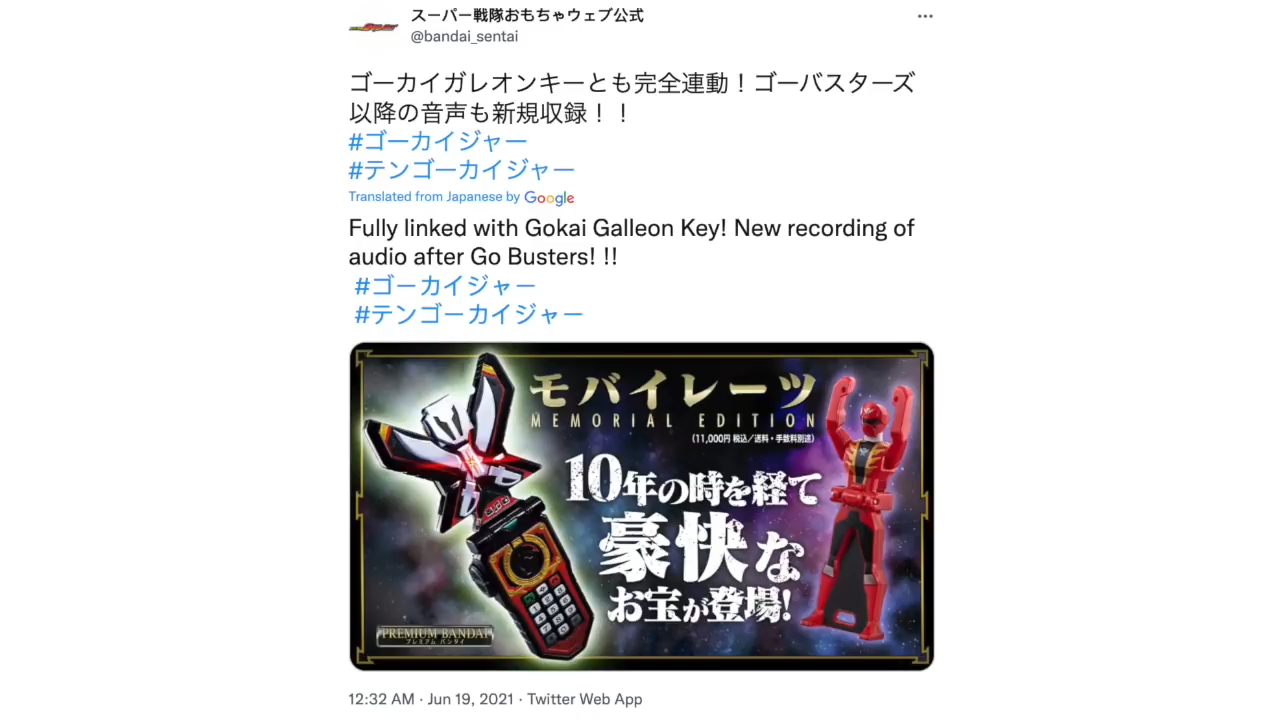 スーパー戦隊おもちゃウェブ公式
@bandai_sentai
ゴーカイガレオンキーとも完全連動！ゴーバスターズ
以降の音声も新規収録！！
#ゴーカイジャー
#テンゴーカイジャー
Translated from Japanese by Google
Fully linked with Gokai Galleon Key! New recording of
audio after Go Busters! !!
#ゴーカイジャー
#テンゴーカイジャー
モバイレーツ
MEMORIAL EDITION
(11,000円 税込/送料・手数料別途)
10年の時を経て
豪快な
お宝が登場!
PREMIUM BANDAI
プレミアム バンダイ
12:32 AM · Jun 19, 2021 · Twitter Web App